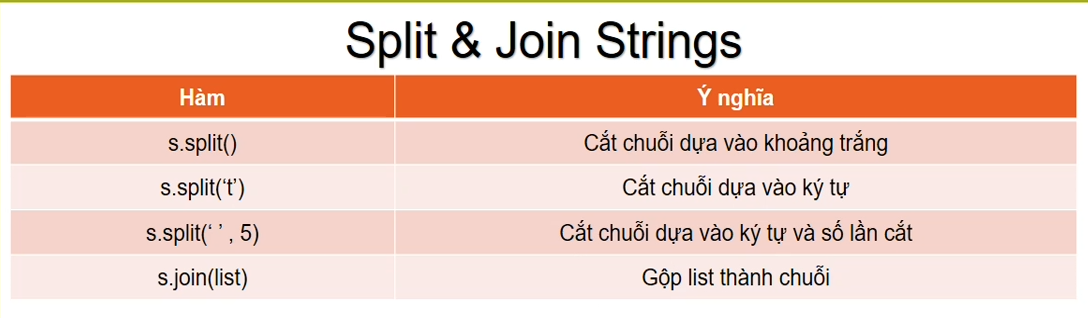 Split & Join Strings
Hàm Ý nghĩa
s.split() Cắt chuỗi dựa vào khoảng trắng
s.split(‘t’) Cắt chuỗi dựa vào ký tự
s.split(‘ ’ , 5) Cắt chuỗi dựa vào ký tự và số lần cắt
s.join(list) Gộp list thành chuỗi